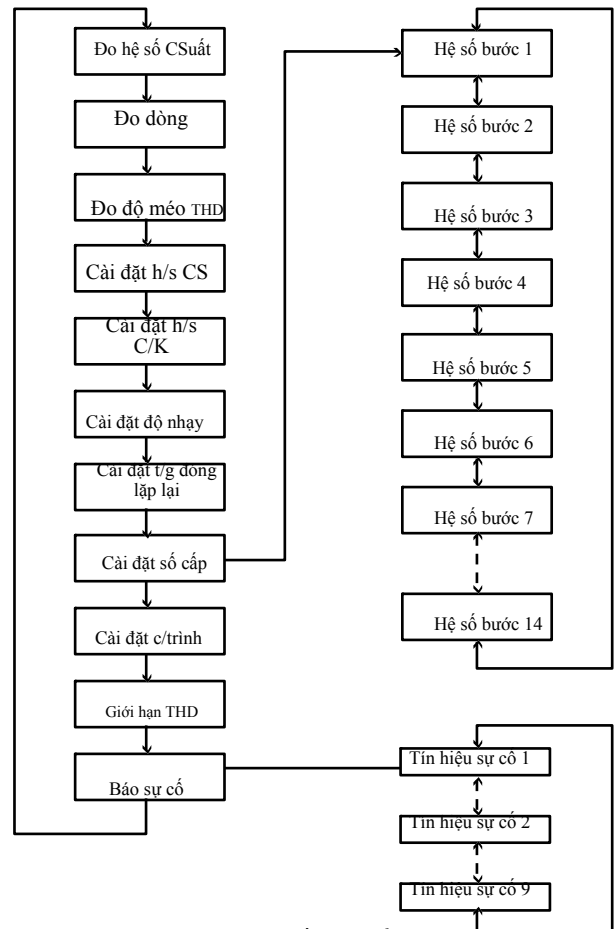 Đo hệ số CSuất
Đo dòng
Đo độ méo THD
Cài đặt h/s CS
Cài đặt h/s
C/K
Cài đặt độ nhạy
Cài đặt t/g đóng
lặp lại
Cài đặt số cấp
Cài đặt c/trình
Giới hạn THD
Báo sự cố
Hệ số bước 1
Hệ số bước 2
Hệ số bước 3
Hệ số bước 4
Hệ số bước 5
Hệ số bước 6
Hệ số bước 7
Hệ số bước 14
Tín hiệu sự cô 1
Tín hiệu sự có 2
Tín hiệu sự có 9